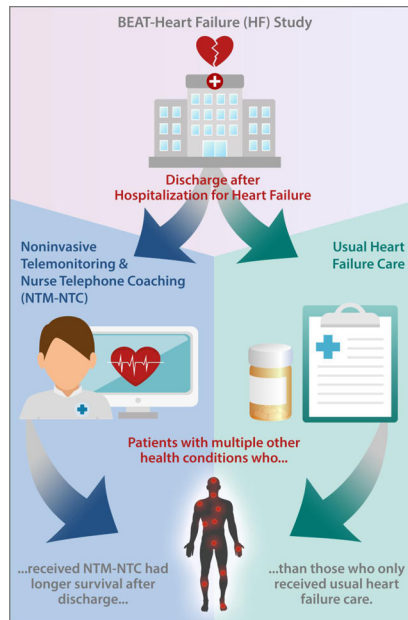 BEAT-Heart Failure (HF) Study
Discharge after
Hospitalization for Heart Failure
Noninvasive
Telemonitoring &
Nurse Telephone Coaching
(NTM-NTC)
Usual Heart
Failure Care
Patients with multiple other
health conditions who...
...received NTM-NTC had
longer survival after
discharge...
...than those who only
received usual heart
failure care.